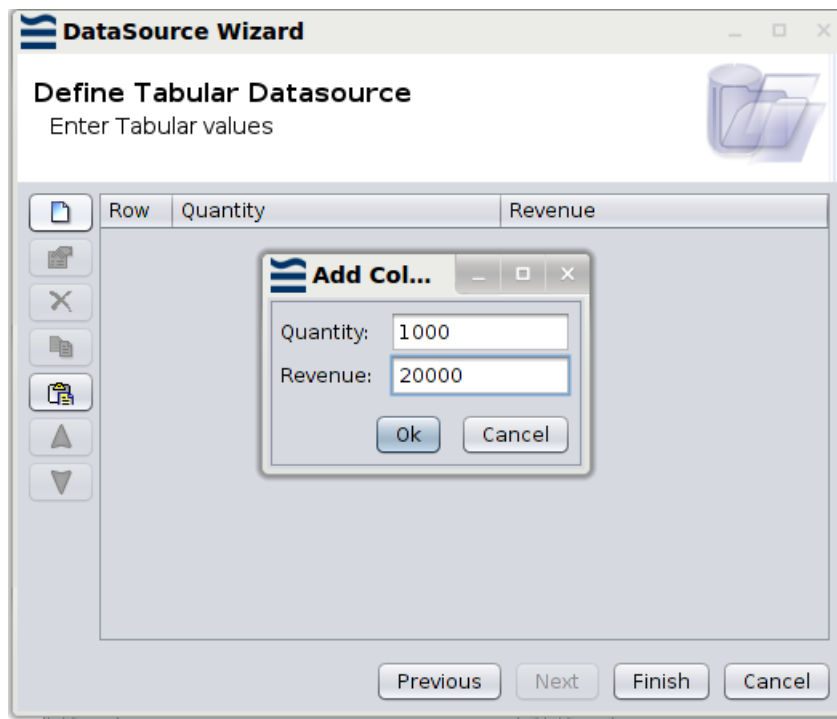 DataSource Wizard
Define Tabular Datasource
Enter Tabular values
Row Quantity Revenue
Add Col...
Quantity: 1000
Revenue: 20000
Ok Cancel
Previous Next Finish Cancel